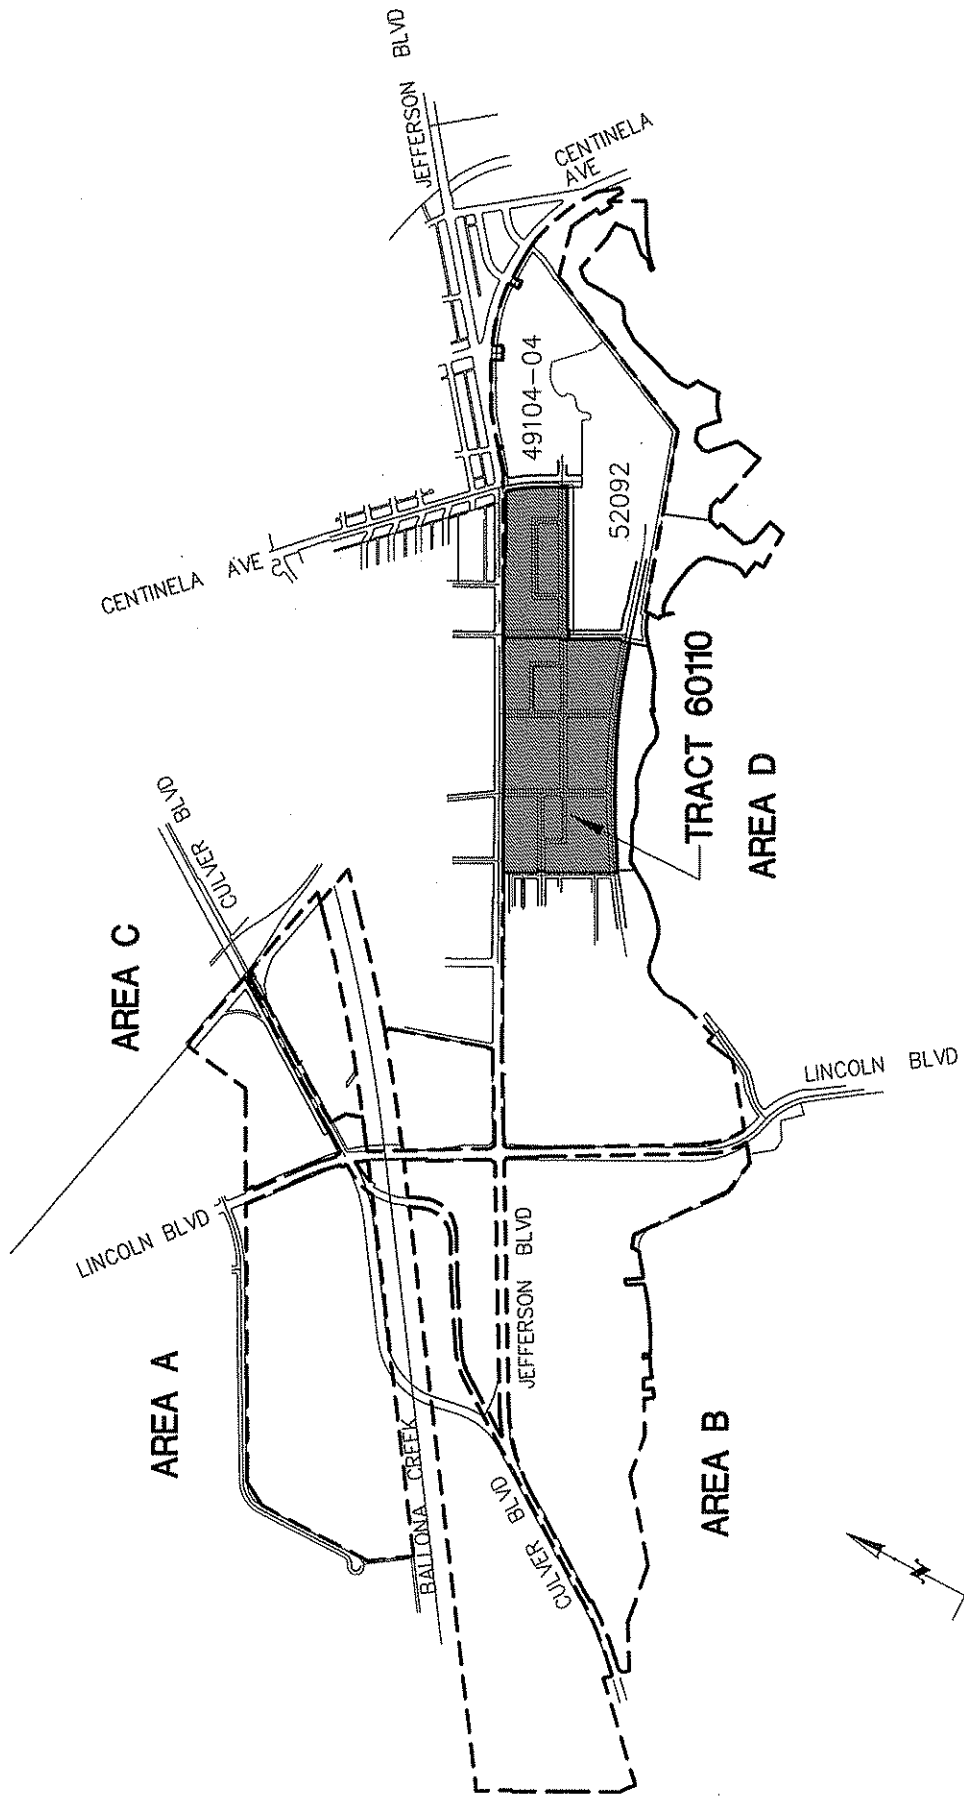 AREA A
AREA C
LINCOLN BLVD
CULVER BLVD
CENTINELA AVE
JEFFERSON BLVD
CENTINELA
AVE
BALLONA CREEK
CULVER BLVD
JEFFERSON BLVD
49104-04
52092
TRACT 60110
AREA D
AREA B
LINCOLN BLVD
N